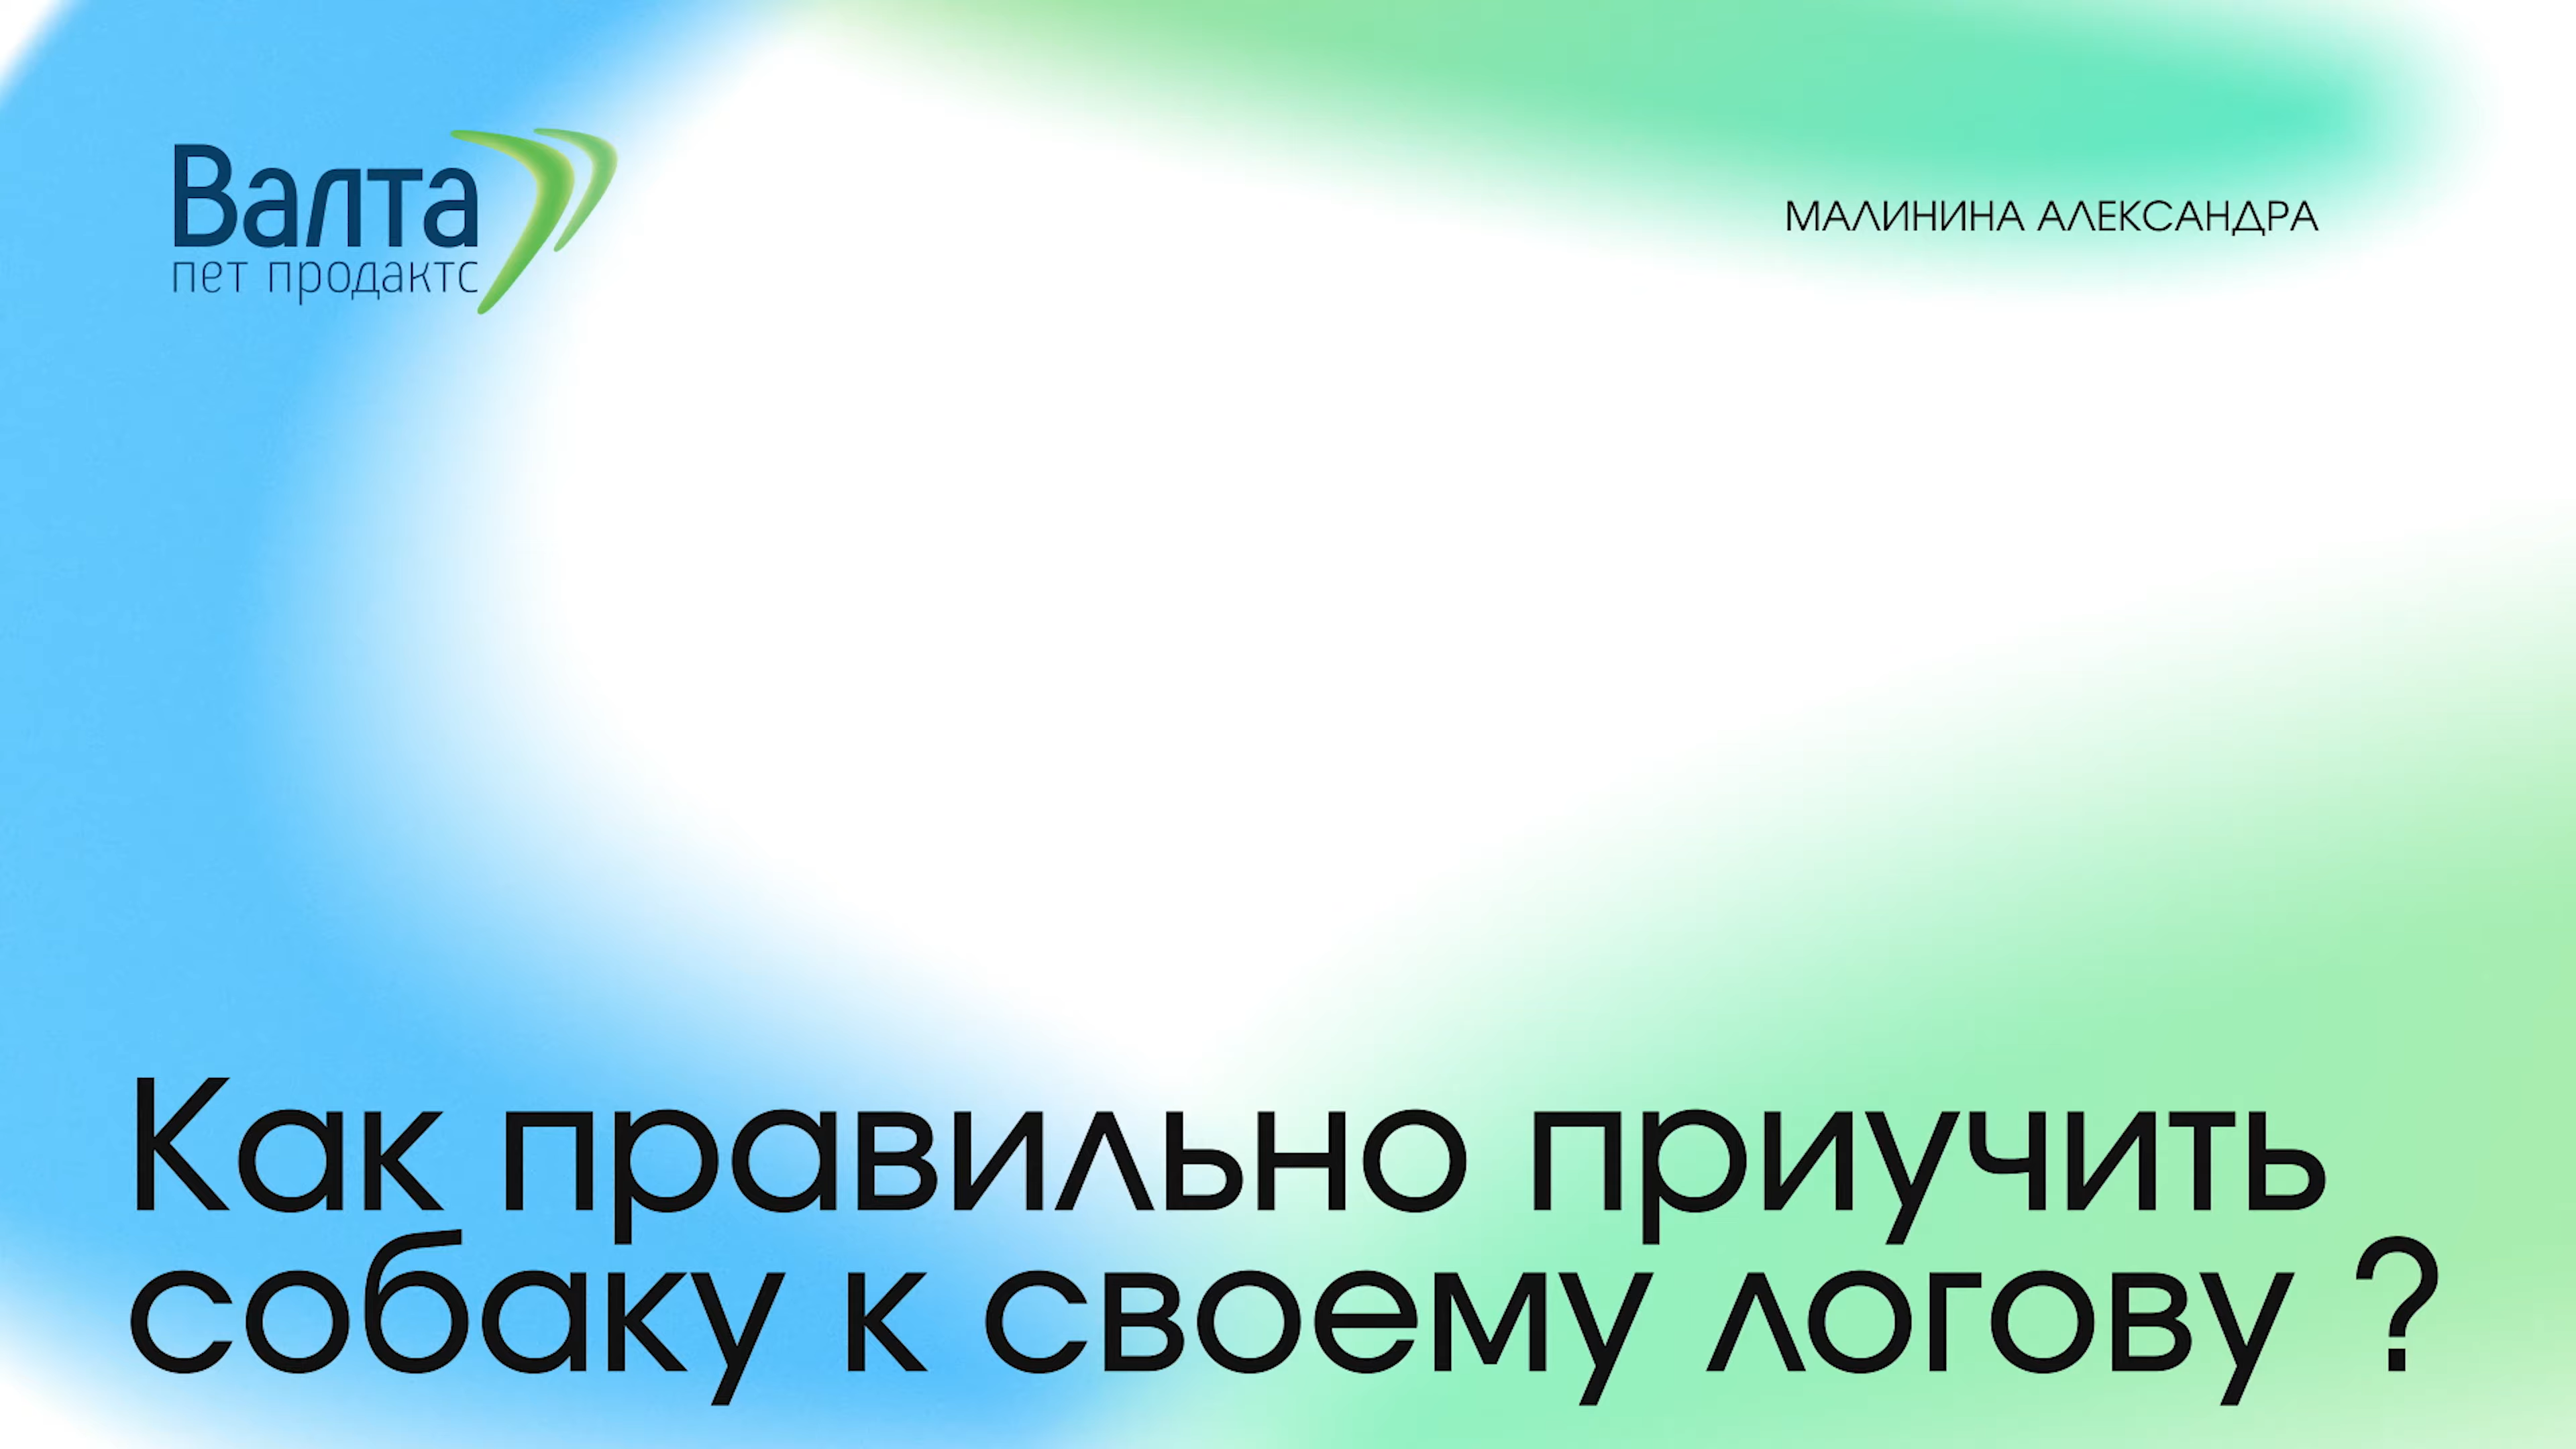 Валта
пет продактс
МАЛИНИНА АЛЕКСАНДРА
Как правильно приучить
собаку к своему логову ?